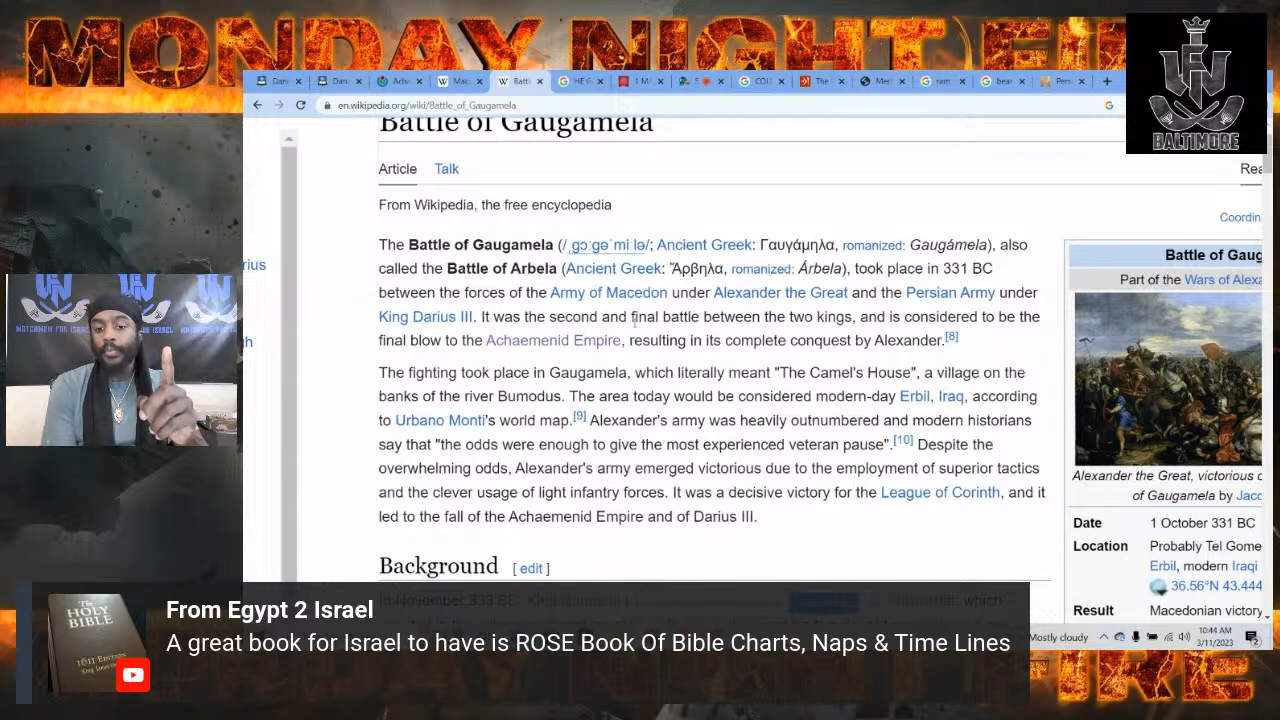 MONDAY NIGHT FIRE
BALTIMORE
en.wikipedia.org/wiki/Battle_of_Gaugamela
Battle of Gaugamela
Article Talk Rea
From Wikipedia, the free encyclopedia
Coordin
The Battle of Gaugamela (/ˌɡɔːɡəˈmiːlə/; Ancient Greek: Γαυγάμηλα, romanized: Gaugámela), also
called the Battle of Arbela (Ancient Greek: Ἄρβηλα, romanized: Árbela), took place in 331 BC
between the forces of the Army of Macedon under Alexander the Great and the Persian Army under
King Darius III. It was the second and final battle between the two kings, and is considered to be the
final blow to the Achaemenid Empire, resulting in its complete conquest by Alexander.[8]
The fighting took place in Gaugamela, which literally meant "The Camel's House", a village on the
banks of the river Bumodus. The area today would be considered modern-day Erbil, Iraq, according
to Urbano Monti's world map.[9] Alexander's army was heavily outnumbered and modern historians
say that "the odds were enough to give the most experienced veteran pause".[10] Despite the
overwhelming odds, Alexander's army emerged victorious due to the employment of superior tactics
and the clever usage of light infantry forces. It was a decisive victory for the League of Corinth, and it
led to the fall of the Achaemenid Empire and of Darius III.
Background [ edit ]
Battle of Gaug
Part of the Wars of Alexa
Alexander the Great, victorious
of Gaugamela by Jac
Date 1 October 331 BC
Location Probably Tel Gome
Erbil, modern Iraqi
36.56°N 43.444
Result Macedonian victory
Mostly cloudy
10:44 AM
3/11/2023
The
HOLY
BIBLE
From Egypt 2 Israel
A great book for Israel to have is ROSE Book Of Bible Charts, Naps & Time Lines